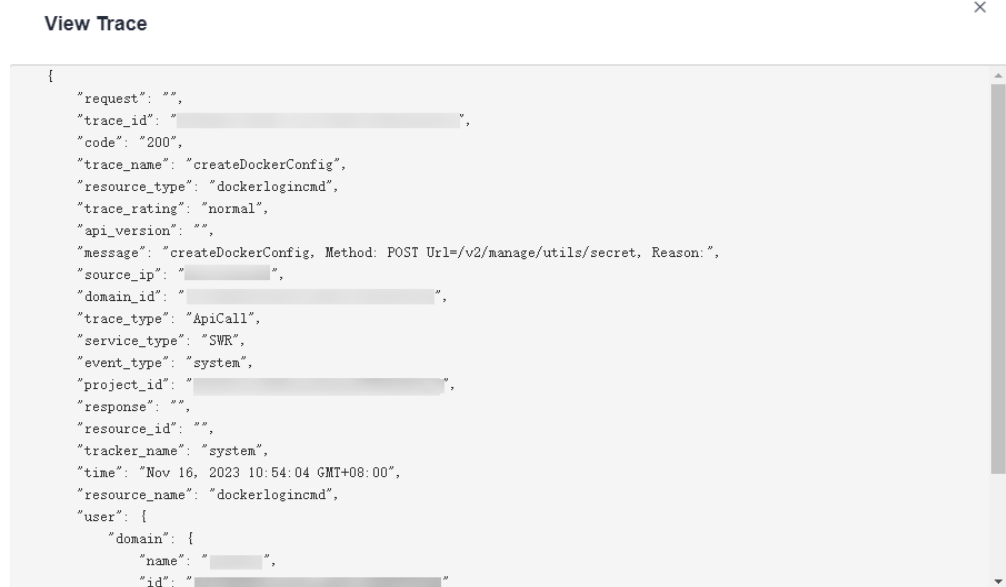 View Trace
{
"request": "",
"trace_id": "                    ",
"code": "200",
"trace_name": "createDockerConfig",
"resource_type": "dockerlogincmd",
"trace_rating": "normal",
"api_version": "",
"message": "createDockerConfig, Method: POST Url=/v2/manage/utils/secret, Reason:",
"source_ip": "          ",
"domain_id": "                    ",
"trace_type": "ApiCall",
"service_type": "SWR",
"event_type": "system",
"project_id": "                    ",
"response": "",
"resource_id": "",
"tracker_name": "system",
"time": "Nov 16, 2023 10:54:04 GMT+08:00",
"resource_name": "dockerlogincmd",
"user": {
"domain": {
"name": "      ",
"id": "                    "